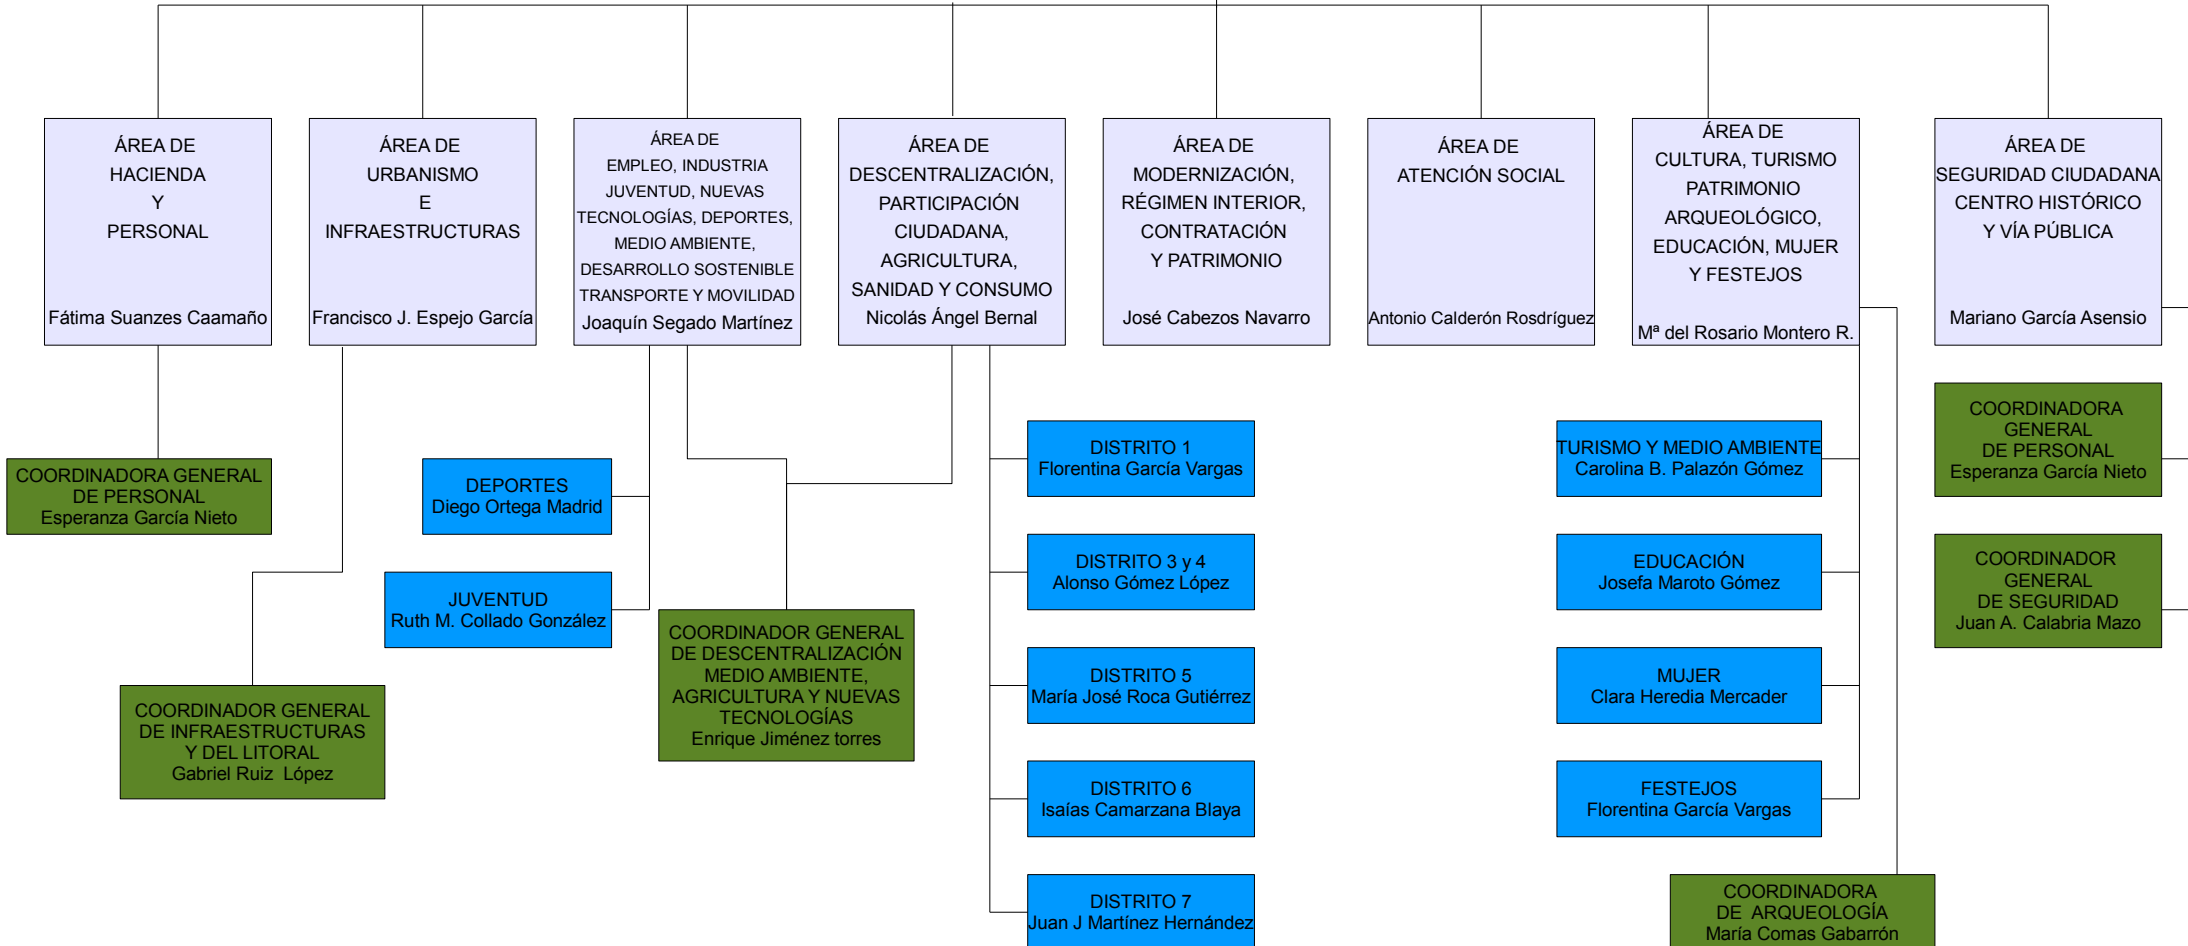 ÁREA DE
HACIENDA
Y
PERSONAL
Fátima Suanzes Caamaño
ÁREA DE
URBANISMO
E
INFRAESTRUCTURAS
Francisco J. Espejo García
ÁREA DE
EMPLEO, INDUSTRIA
JUVENTUD, NUEVAS
TECNOLOGÍAS, DEPORTES,
MEDIO AMBIENTE,
DESARROLLO SOSTENIBLE
TRANSPORTE Y MOVILIDAD
Joaquín Segado Martínez
ÁREA DE
DESCENTRALIZACIÓN,
PARTICIPACIÓN
CIUDADANA,
AGRICULTURA,
SANIDAD Y CONSUMO
Nicolás Ángel Bernal
ÁREA DE
MODERNIZACIÓN,
RÉGIMEN INTERIOR,
CONTRATACIÓN
Y PATRIMONIO
José Cabezos Navarro
ÁREA DE
ATENCIÓN SOCIAL
Antonio Calderón Rosdríguez
ÁREA DE
CULTURA, TURISMO
PATRIMONIO
ARQUEOLÓGICO,
EDUCACIÓN, MUJER
Y FESTEJOS
Mª del Rosario Montero R.
ÁREA DE
SEGURIDAD CIUDADANA
CENTRO HISTÓRICO
Y VÍA PÚBLICA
Mariano García Asensio
COORDINADORA GENERAL
DE PERSONAL
Esperanza García Nieto
COORDINADOR GENERAL
DE INFRAESTRUCTURAS
Y DEL LITORAL
Gabriel Ruiz  López
DEPORTES
Diego Ortega Madrid
JUVENTUD
Ruth M. Collado González
COORDINADOR GENERAL
DE DESCENTRALIZACIÓN
MEDIO AMBIENTE,
AGRICULTURA Y NUEVAS
TECNOLOGÍAS
Enrique Jiménez torres
DISTRITO 1
Florentina García Vargas
DISTRITO 3 y 4
Alonso Gómez López
DISTRITO 5
María José Roca Gutiérrez
DISTRITO 6
Isaías Camarzana Blaya
DISTRITO 7
Juan J Martínez Hernández
TURISMO Y MEDIO AMBIENTE
Carolina B. Palazón Gómez
EDUCACIÓN
Josefa Maroto Gómez
MUJER
Clara Heredia Mercader
FESTEJOS
Florentina García Vargas
COORDINADORA
DE  ARQUEOLOGÍA
María Comas Gabarrón
COORDINADORA
GENERAL
DE PERSONAL
Esperanza García Nieto
COORDINADOR
GENERAL
DE SEGURIDAD
Juan A. Calabria Mazo